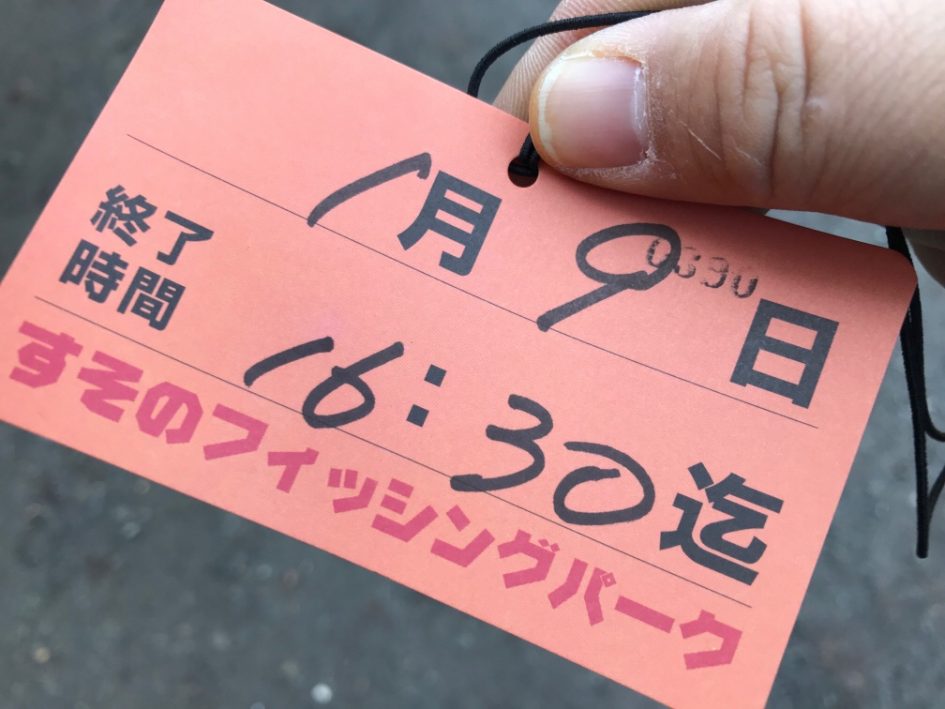 1月9日
0390
終了
時間
16:30迄
すそのフィッシングパーク